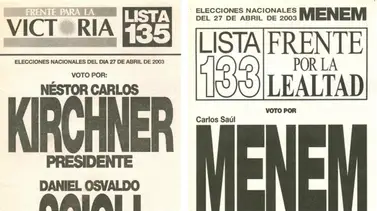 FRENTE PARA LA
VICTORIA
LISTA
135
ELECCIONES NACIONALES DEL DIA 27 DE ABRIL DE 2003
VOTO POR:
NÉSTOR CARLOS
KIRCHNER
PRESIDENTE
DANIEL OSVALDO
SCIOLI
ELECCIONES NACIONALES
DEL 27 DE ABRIL DE 2003
MENEM
LISTA
133
FRENTE
POR LA
LEALTAD
VOTO POR
Carlos Saúl
MENEM